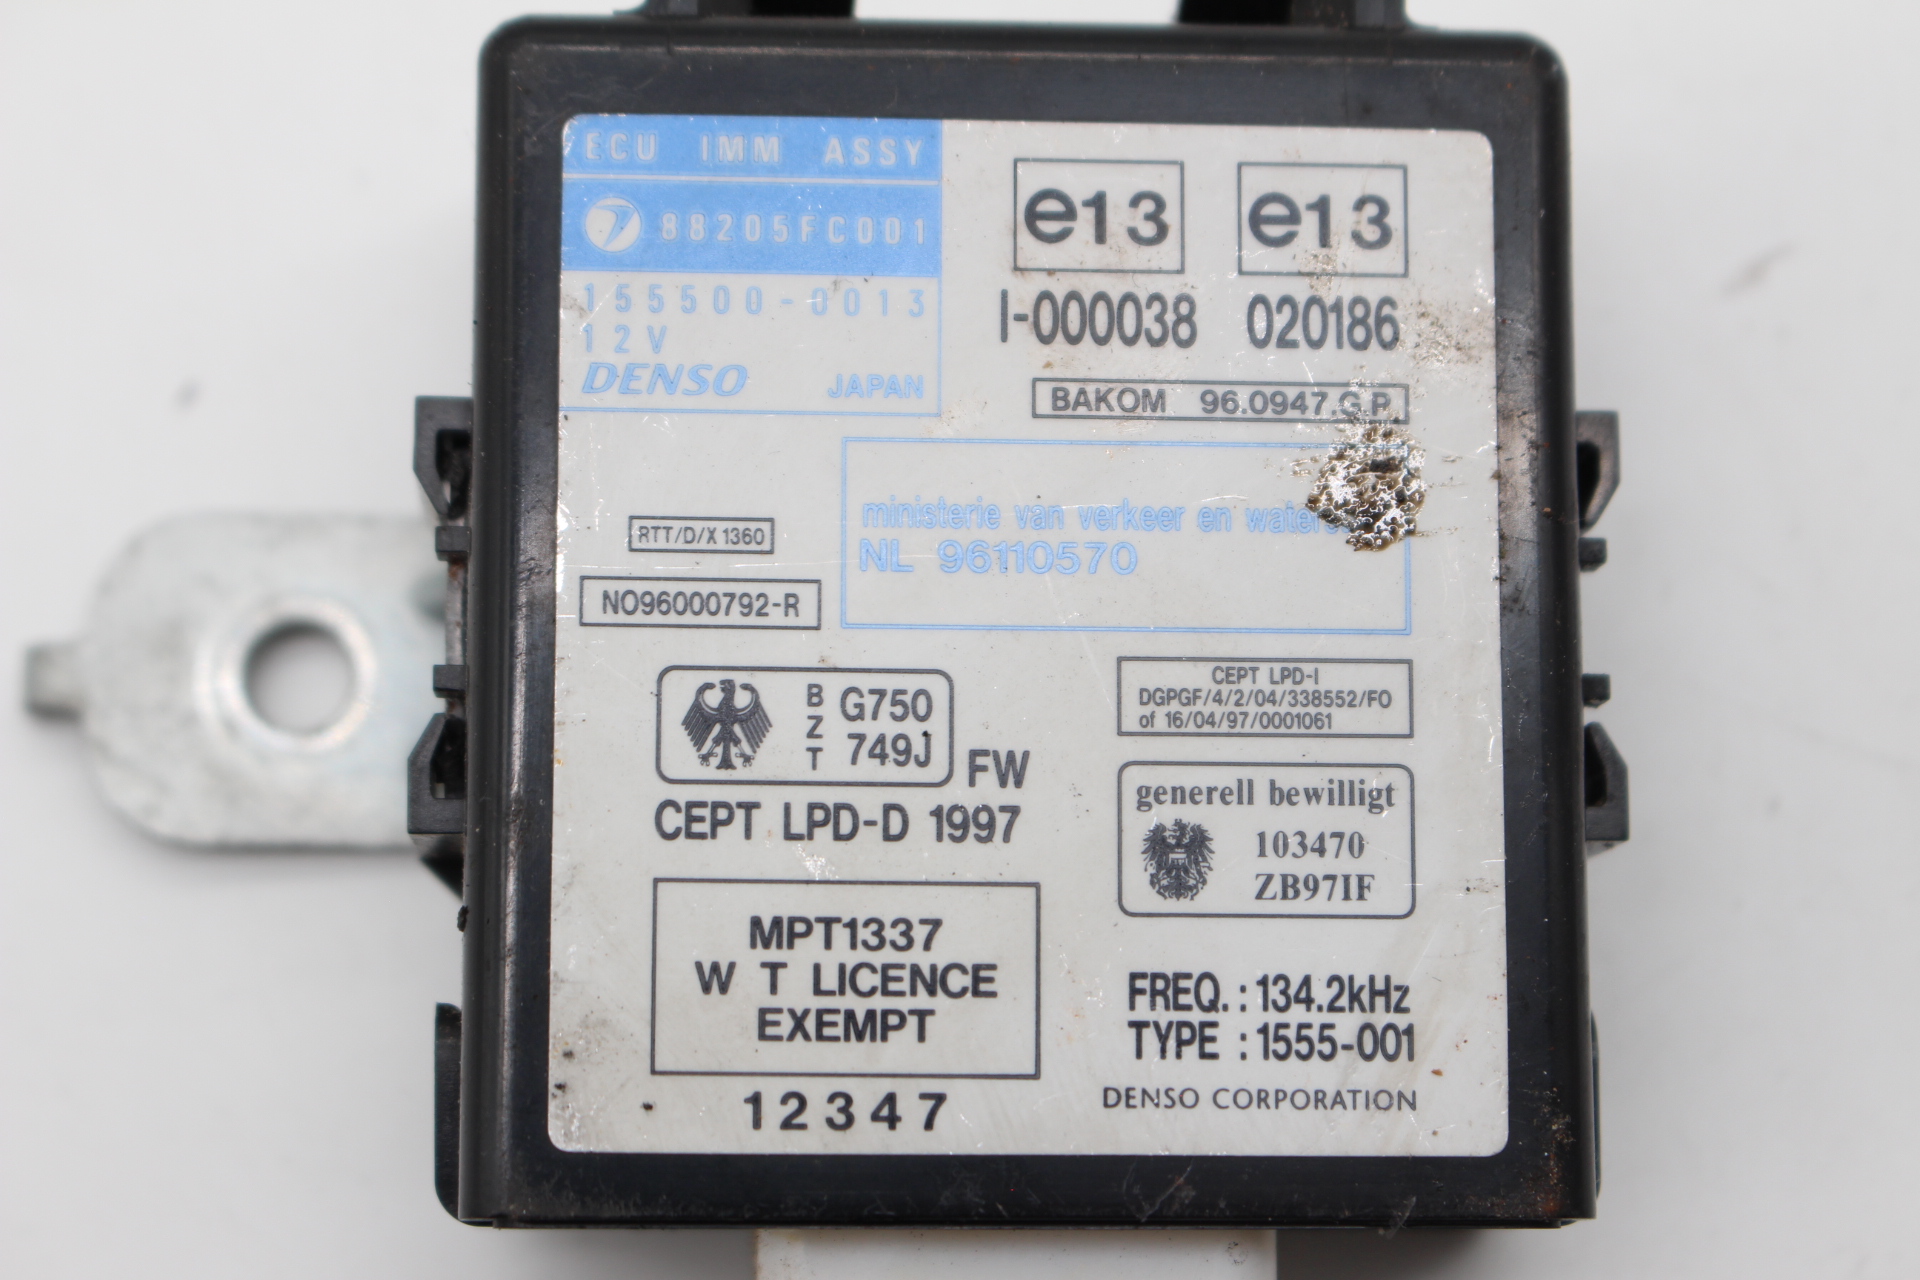 ECU IMM ASSY
88205FC001
155500-0013
12V
DENSO JAPAN
e13 e13
I-000038 020186
BAKOM 96.0947.G.P.
ministerie van verkeer en
NL 96110570
RTT/D/X 1360
NO96000792-R
BZT G750
749J
FW
CEPT LPD-D 1997
CEPT LPD-I
DGPGF/4/2/04/338552/FO
of 16/04/97/0001061
generell bewilligt
103470
ZB97IF
MPT1337
W T LICENCE
EXEMPT
12347
FREQ.: 134.2kHz
TYPE : 1555-001
DENSO CORPORATION